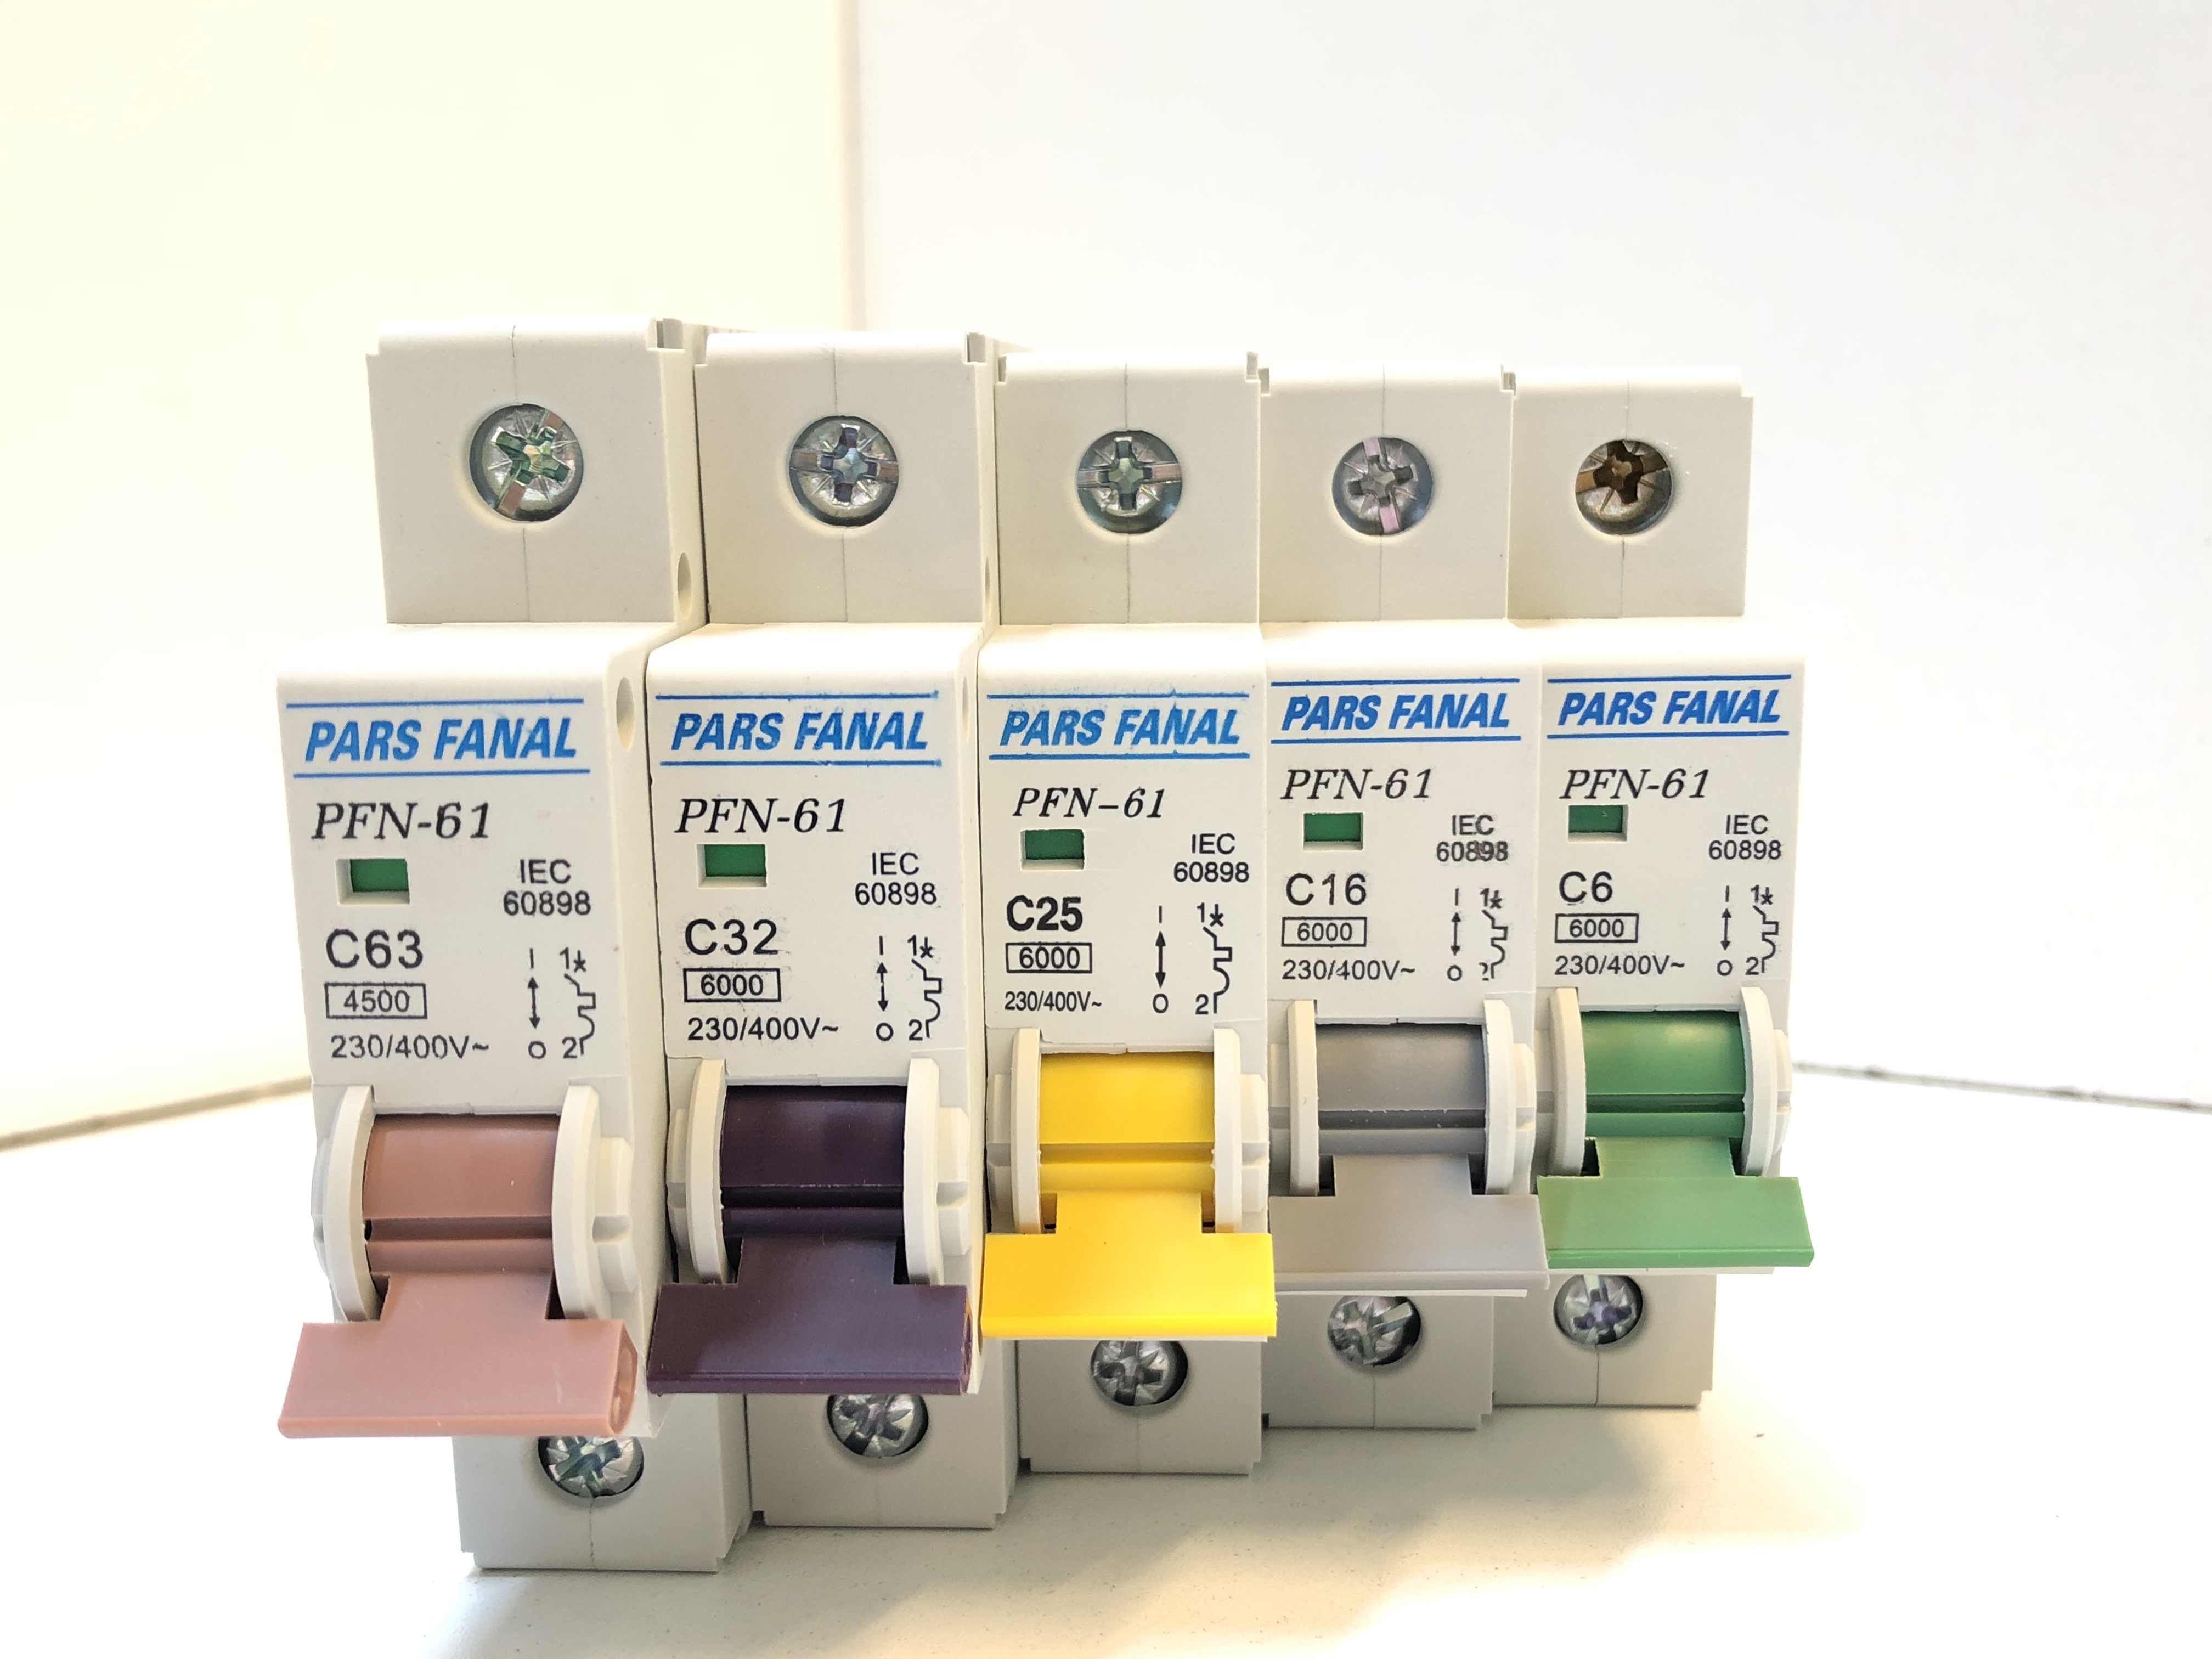 PARS FANAL
PFN-61
IEC
60898
C63
4500
230/400V~
I
O
1
2
PARS FANAL
PFN-61
IEC
60898
C32
6000
230/400V~
I
O
1
2
PARS FANAL
PFN-61
IEC
60898
C25
6000
230/400V~
I
O
1
2
PARS FANAL
PFN-61
IEC
60898
C16
6000
230/400V~
I
O
1
2
PARS FANAL
PFN-61
IEC
60898
C6
6000
230/400V~
I
O
1
2